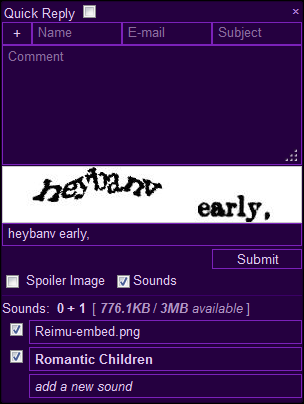 Quick Reply ×
+ Name E-mail Subject
Comment
heybanv early,
heybanv early,
Submit
Spoiler Image Sounds
Sounds: 0 + 1 [ 776.1KB / 3MB available ]
Reimu-embed.png
Romantic Children
add a new sound